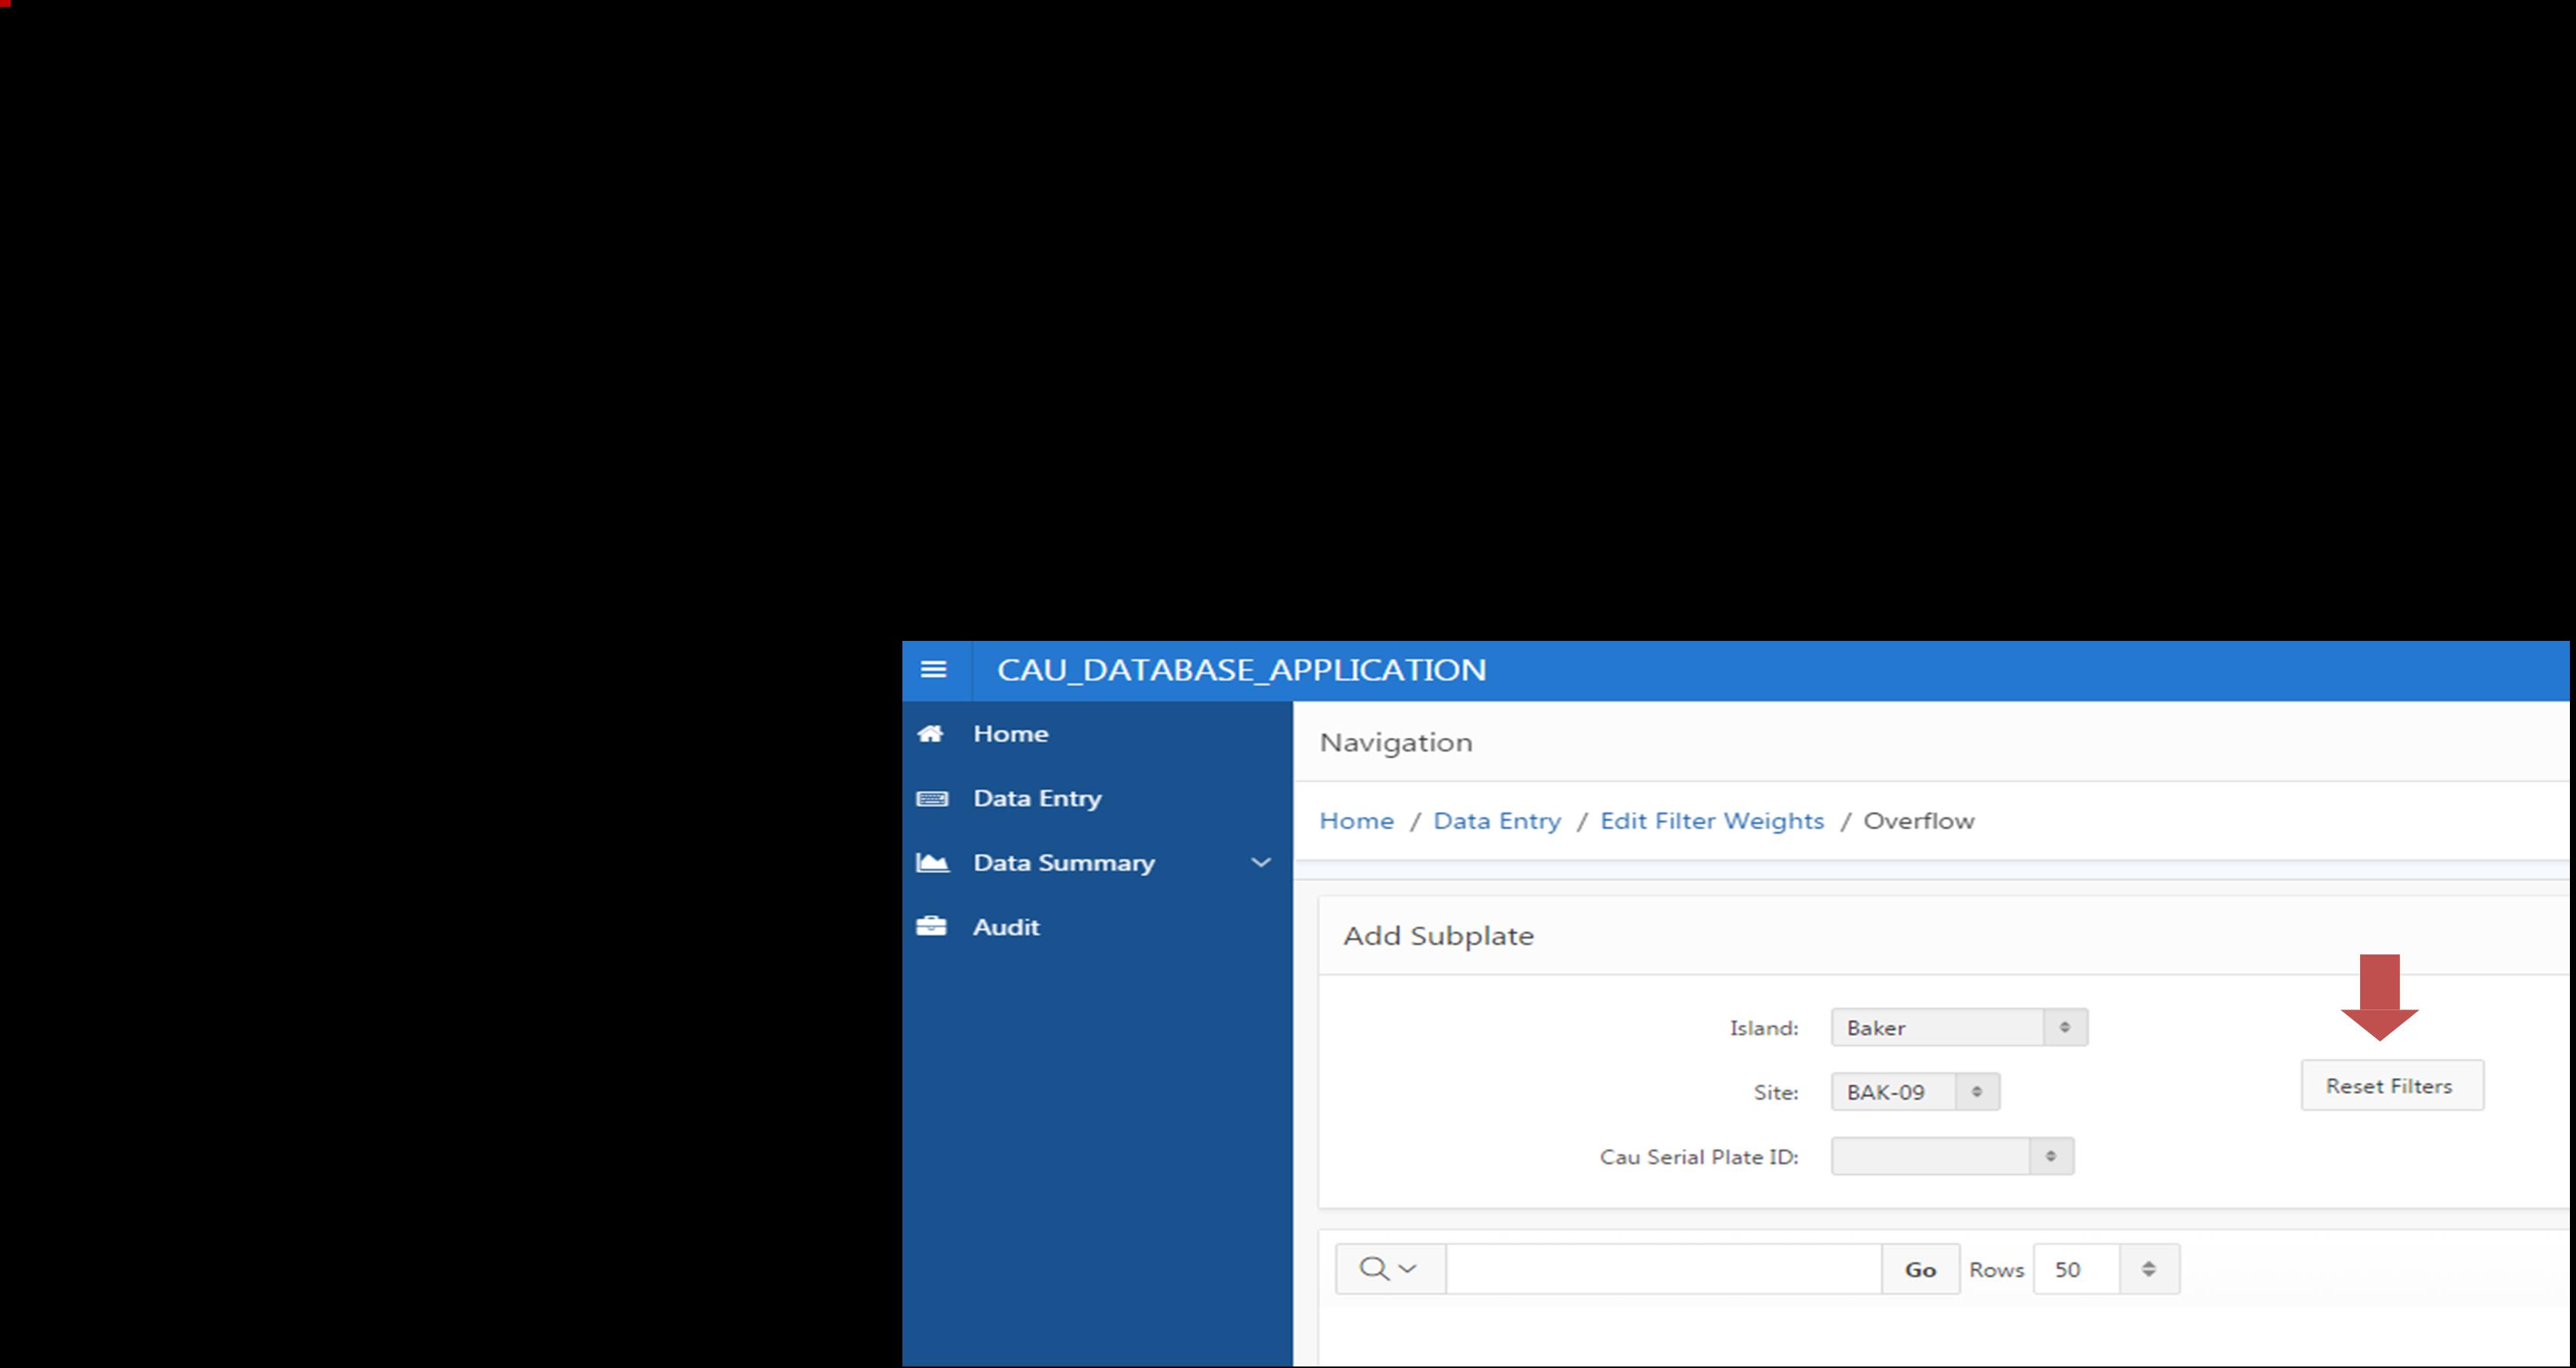 CAU_DATABASE_APPLICATION
Home
Data Entry
Data Summary
Audit
Navigation
Home / Data Entry / Edit Filter Weights / Overflow
Add Subplate
Island: Baker
Site: BAK-09
Reset Filters
Cau Serial Plate ID:
Go Rows 50